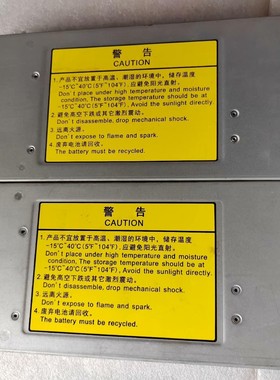 警 告
CAUTION
1.产品不宜放置于高温、潮湿的环境中，储存温度
-15℃~40℃(5℉~104℉)，应避免阳光直射。
Don`t place under high temperature and moisture
condition, The storage temperature should be at
-15℃~40℃(5℉~104℉), Avoid the sunlight directly.
2.避免高空下跌或其它激烈震动。
Don`t disassemble, drop mechanical shock.
3.远离火源。
Don`t expose to flame and spark.
4.废弃电池请回收。
The battery must be recycled.
警 告
CAUTION
1.产品不宜放置于高温、潮湿的环境中，储存温度
-15℃~40℃(5℉~104℉)，应避免阳光直射。
Don`t place under high temperature and moisture
condition, The storage temperature should be at
-15℃~40℃(5℉~104℉), Avoid the sunlight directly.
2.避免高空下跌或其它激烈震动。
Don`t disassemble, drop mechanical shock.
3.远离火源。
Don`t expose to flame and spark.
4.废弃电池请回收。
The battery must be recycled.